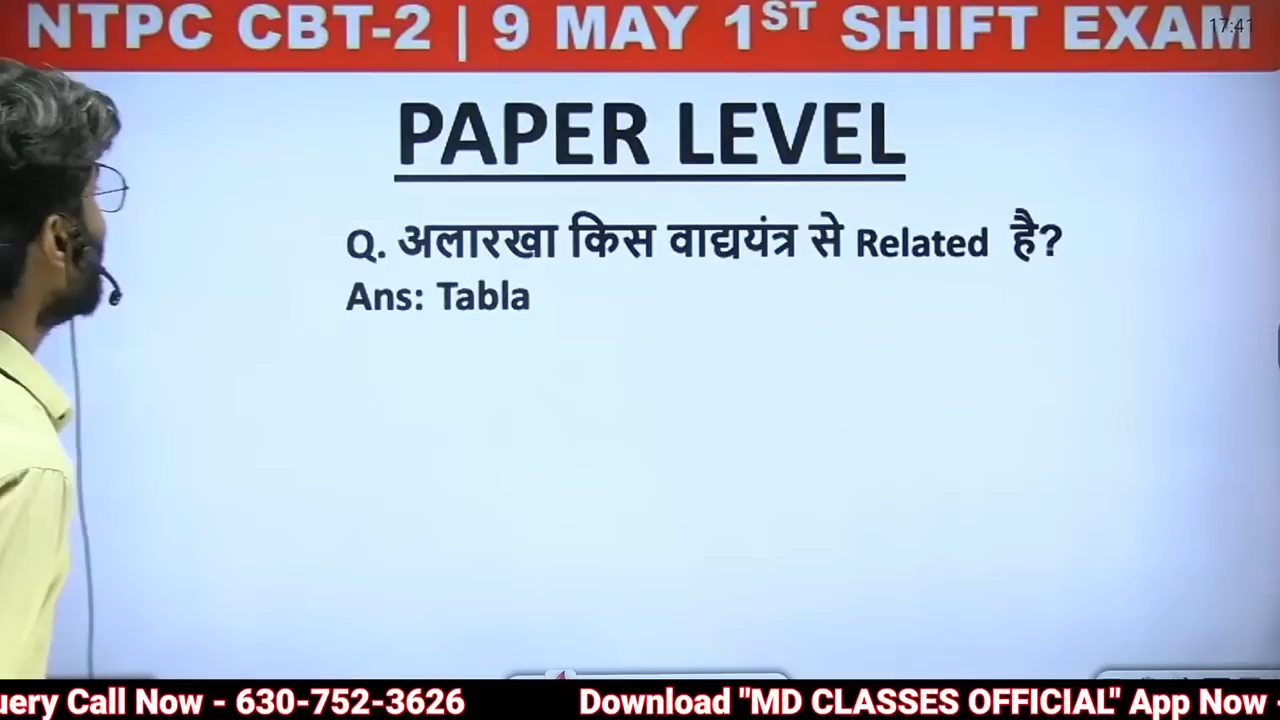 NTPC CBT-2 | 9 MAY 1ST SHIFT EXAM
17:41
PAPER LEVEL
Q. अलारखा किस वाद्ययंत्र से Related है?
Ans: Tabla
Call Now - 630-752-3626 Download "MD CLASSES OFFICIAL" App Now -